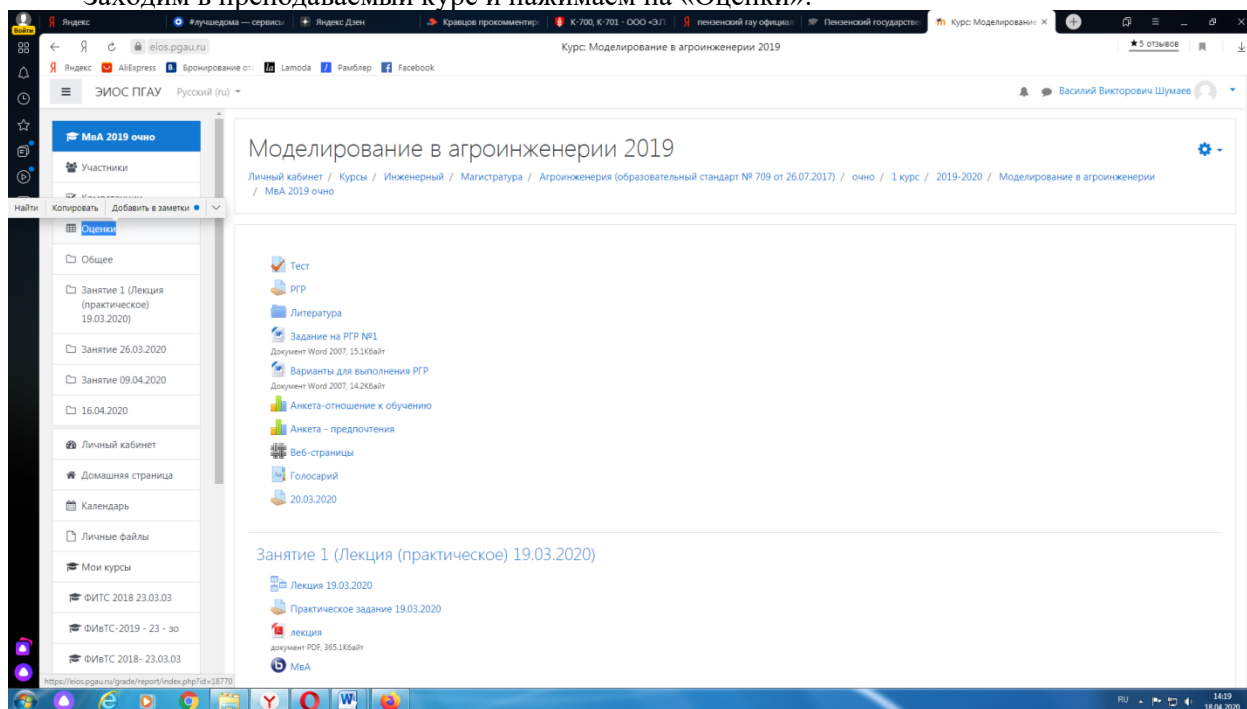 Заходим в преподаваемый курс и нажимаем на «Оценки».
Войти
Яндекс
#лучшедома — сервисы
Яндекс.Дзен
Кравцов прокомментиро
К-700, К-701 - ООО «ЭЛ
пензенский гау официал
Пензенский государстве
Курс: Моделирование
eios.pgau.ru
Курс: Моделирование в агроинженерии 2019
★5 отзывов
Яндекс AliExpress Бронирование оте Lamoda Рамблер Facebook
ЭИОС ПГАУ Русский (ru)
Василий Викторович Шумаев
МвА 2019 очно
Участники
Компетенции
Найти Копировать Добавить в заметки
Оценки
Общее
Занятие 1 (Лекция
(практическое)
19.03.2020)
Занятие 26.03.2020
Занятие 09.04.2020
16.04.2020
Личный кабинет
Домашняя страница
Календарь
Личные файлы
Мои курсы
ФИТС 2018 23.03.03
ФИвТС-2019 - 23 - зо
ФИвТС 2018- 23.03.03
https://eios.pgau.ru/grade/report/index.php?id=18770
Моделирование в агроинженерии 2019
Личный кабинет / Курсы / Инженерный / Магистратура / Агроинженерия (образовательный стандарт № 709 от 26.07.2017) / очно / 1 курс / 2019-2020 / Моделирование в агроинженерии
/ МвА 2019 очно
Тест
РГР
Литература
Задание на РГР №1
Документ Word 2007, 15.1Кбайт
Варианты для выполнения РГР
Документ Word 2007, 14.2Кбайт
Анкета-отношение к обучению
Анкета - предпочтения
Веб-страницы
Голосарий
20.03.2020
Занятие 1 (Лекция (практическое) 19.03.2020)
Лекция 19.03.2020
Практическое задание 19.03.2020
лекция
документ PDF, 365.1Кбайт
МвА
RU
14:19
18.04.2020